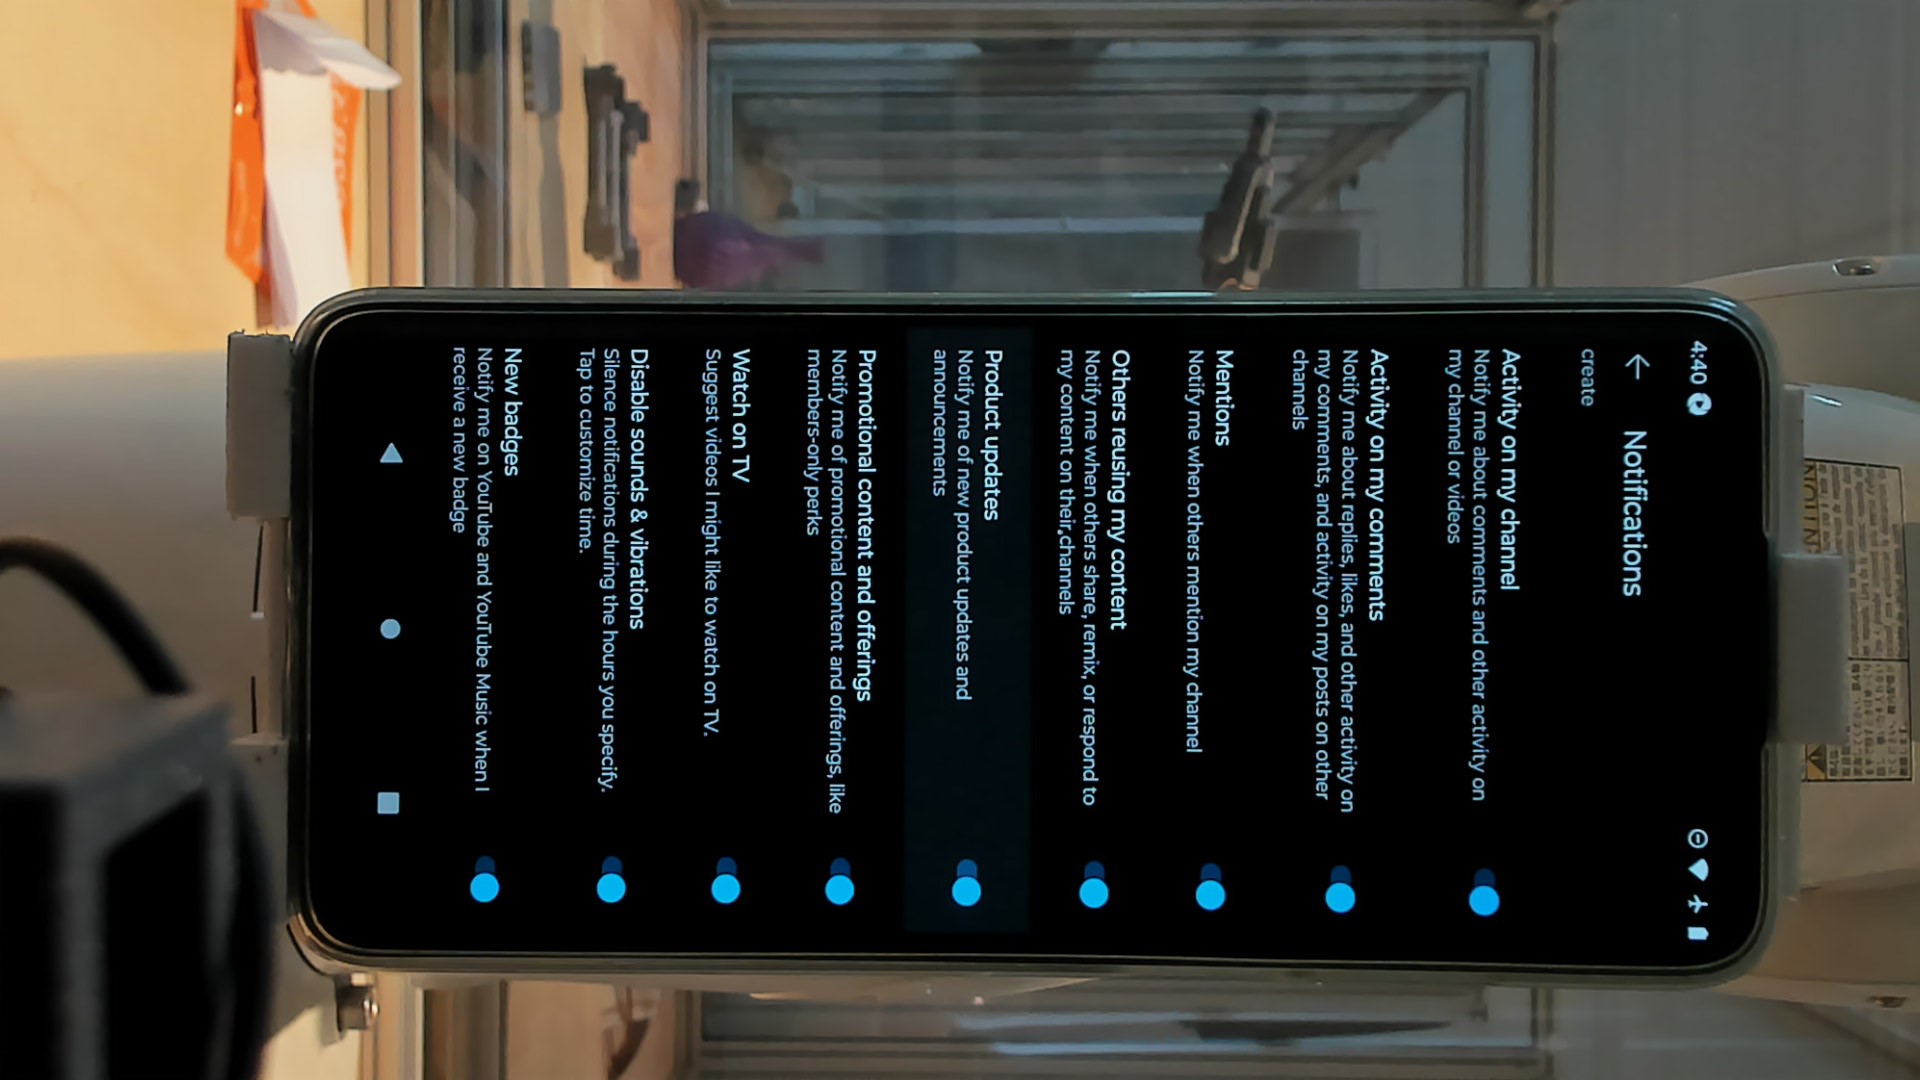 4:40
Notifications
create
Activity on my channel
Notify me about comments and other activity on
my channel or videos
Activity on my comments
Notify me about replies, likes, and other activity on
my comments, and activity on my posts on other
channels
Mentions
Notify me when others mention my channel
Others reusing my content
Notify me when others share, remix, or respond to
my content on their channels
Product updates
Notify me of new product updates and
announcements
Promotional content and offerings
Notify me of promotional content and offerings, like
members-only perks
Watch on TV
Suggest videos I might like to watch on TV.
Disable sounds & vibrations
Silence notifications during the hours you specify.
Tap to customize time.
New badges
Notify me on YouTube and YouTube Music when I
receive a new badge